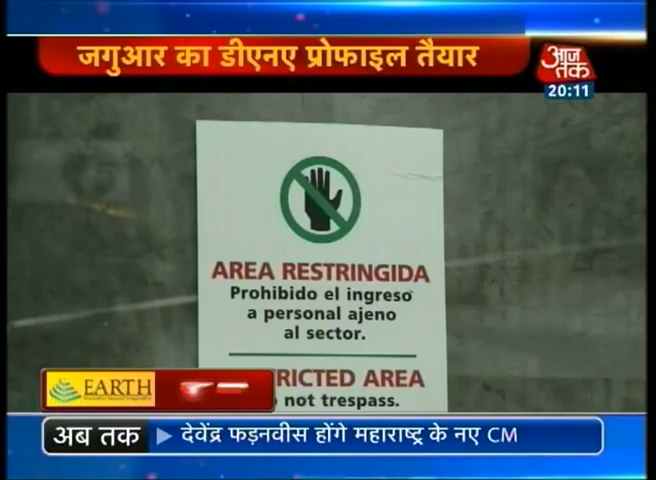 जगुआर का डीएनए प्रोफाइल तैयार
आज तक
20:11
AREA RESTRINGIDA
Prohibido el ingreso
a personal ajeno
al sector.
RICTED AREA
not trespass.
EARTH
अब तक
देवेंद्र फड़नवीस होंगे महाराष्ट्र के नए CM